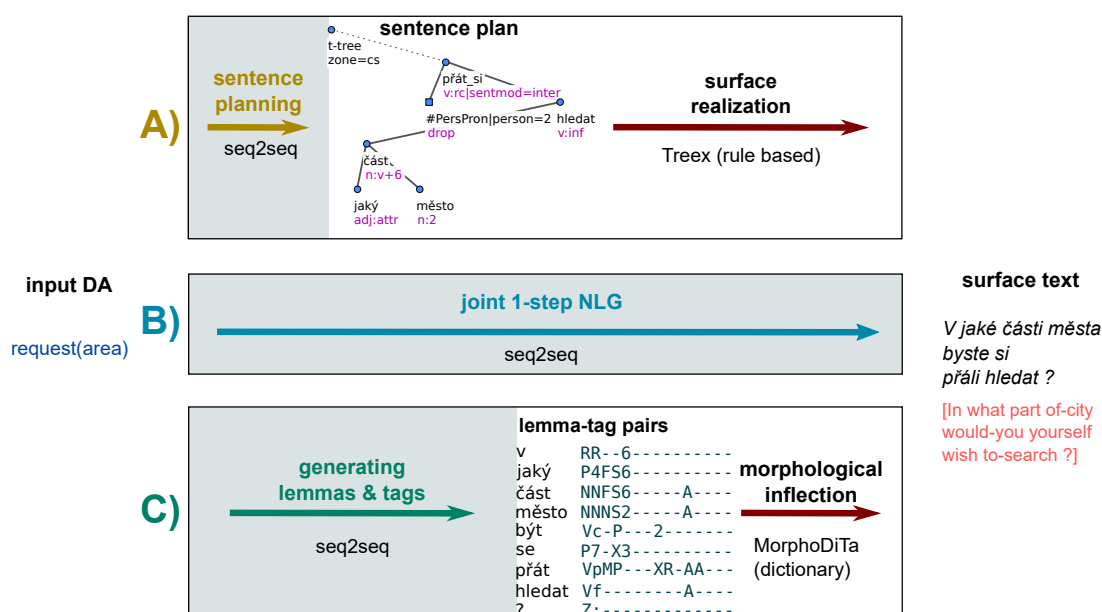 input DA
request(area)
A)
sentence
planning
seq2seq
sentence plan
t-tree
zone=cs
přát_si
v:rc|sentmod=inter
#PersPron|person=2
drop
hledat
v:inf
část
n:v+6
jaký
adj:attr
město
n:2
surface
realization
Treex (rule based)
B)
joint 1-step NLG
seq2seq
C)
generating
lemmas & tags
seq2seq
lemma-tag pairs
v RR--6----------
jaký P4FS6----------
část NNFS6-----A----
město NNNS2-----A----
být Vc-P---2-------
se P7-X3----------
přát VpMP---XR-AA---
hledat Vf--------A----
? Z:-------------
morphological
inflection
MorphoDiTa
(dictionary)
surface text
V jaké části města
byste si
přáli hledat ?
[In what part of-city
would-you yourself
wish to-search ?]